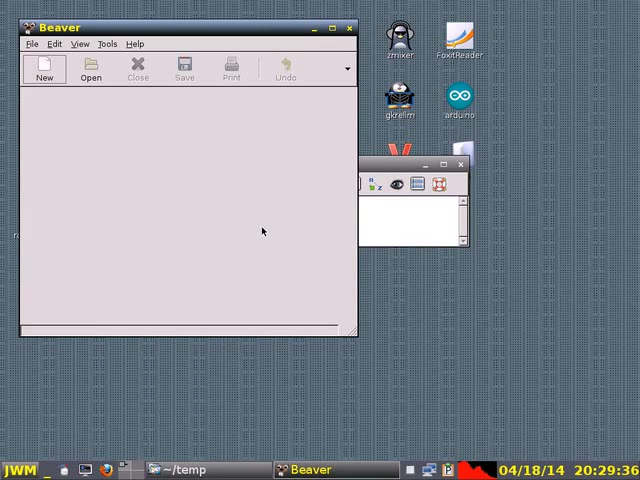 Beaver
File Edit View Tools Help
New Open Close Save Print Undo
zmixer FoxitReader
gkrellm arduino
JWM ~/temp Beaver 04/18/14 20:29:36